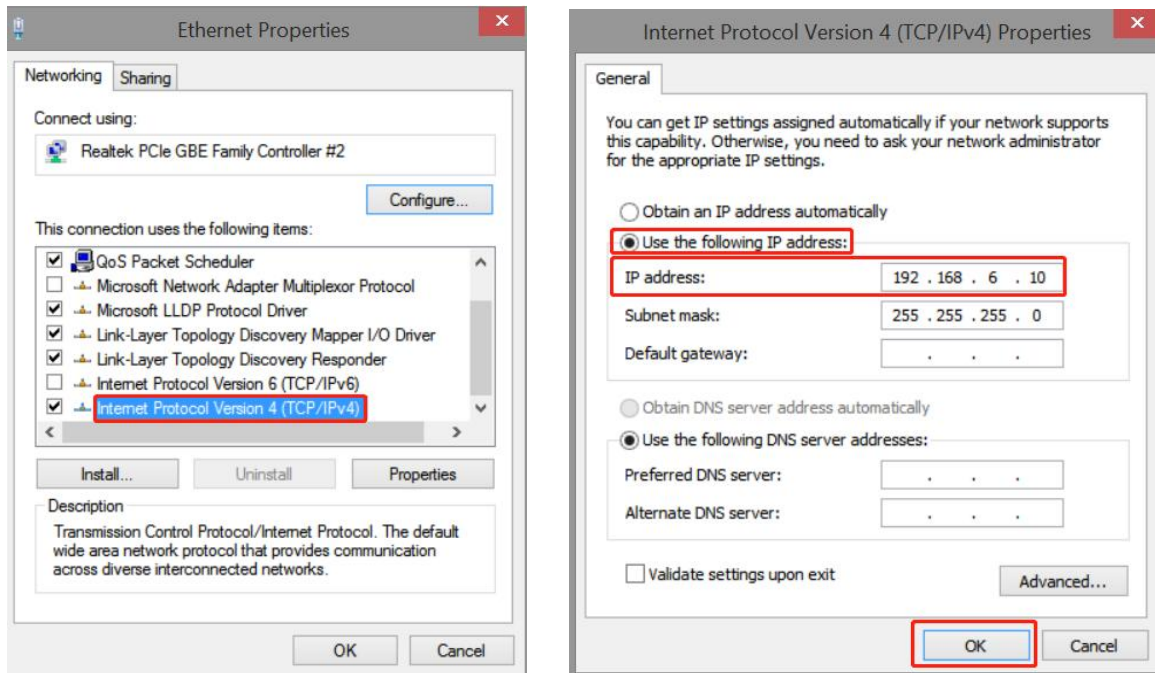 Ethernet Properties
Networking
Sharing
Connect using:
Realtek PCIe GBE Family Controller #2
Configure...
This connection uses the following items:
QoS Packet Scheduler
Microsoft Network Adapter Multiplexor Protocol
Microsoft LLDP Protocol Driver
Link-Layer Topology Discovery Mapper I/O Driver
Link-Layer Topology Discovery Responder
Internet Protocol Version 6 (TCP/IPv6)
Internet Protocol Version 4 (TCP/IPv4)
Install...
Uninstall
Properties
Description
Transmission Control Protocol/Internet Protocol. The default
wide area network protocol that provides communication
across diverse interconnected networks.
OK
Cancel
Internet Protocol Version 4 (TCP/IPv4) Properties
General
You can get IP settings assigned automatically if your network supports
this capability. Otherwise, you need to ask your network administrator
for the appropriate IP settings.
Obtain an IP address automatically
Use the following IP address:
IP address: 192 . 168 . 6 . 10
Subnet mask: 255 . 255 . 255 . 0
Default gateway: . . .
Obtain DNS server address automatically
Use the following DNS server addresses:
Preferred DNS server: . . .
Alternate DNS server: . . .
Validate settings upon exit
Advanced...
OK
Cancel